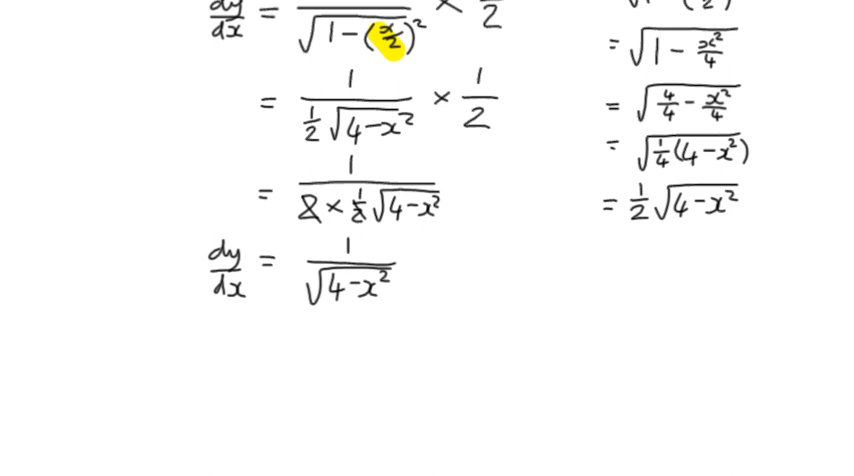 dy/dx = 1/√(1 − (x/2)²) × 1/2
= 1/(½√(4−x²)) × 1/2
= 1/(2 × ½√(4−x²))
dy/dx = 1/√(4−x²)
= √(1 − x²/4)
= √(4/4 − x²/4)
= √(¼(4−x²))
= ½√(4−x²)